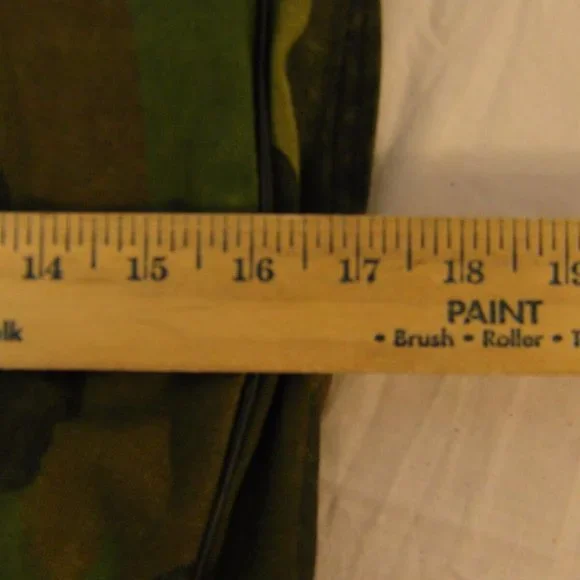 14 15 16 17 18 19
PAINT
• Brush • Roller •